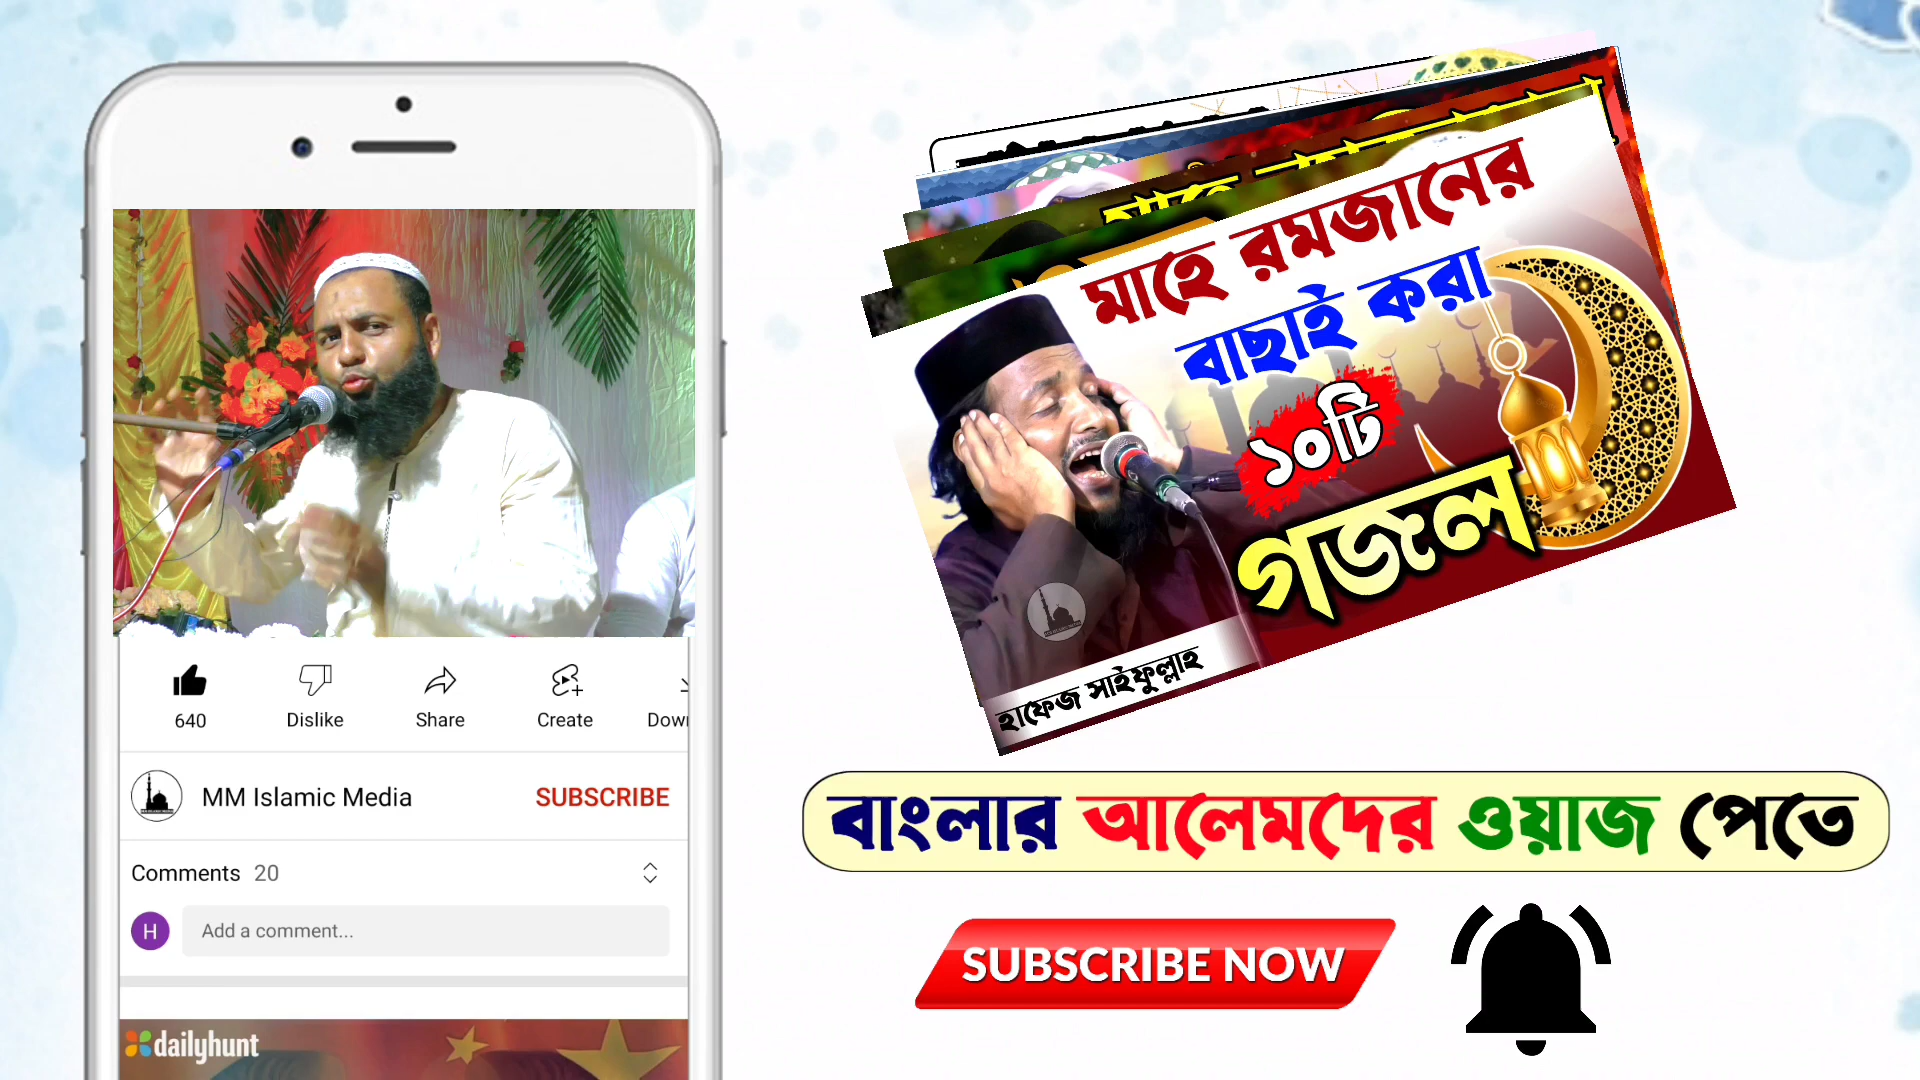 640
Dislike
Share
Create
MM Islamic Media
SUBSCRIBE
Comments 20
H
Add a comment...
dailyhunt
মাহে রমজানের
বাছাই করা
১০টি
গজল
হাফেজ সাইফুল্লাহ
বাংলার আলেমদের ওয়াজ পেতে
SUBSCRIBE NOW